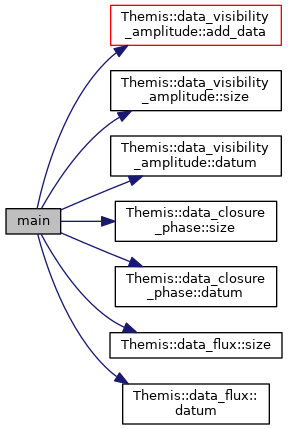 Themis::data_visibility
_amplitude::add_data
Themis::data_visibility
_amplitude::size
Themis::data_visibility
_amplitude::datum
main
Themis::data_closure
_phase::size
Themis::data_closure
_phase::datum
Themis::data_flux::size
Themis::data_flux::
datum